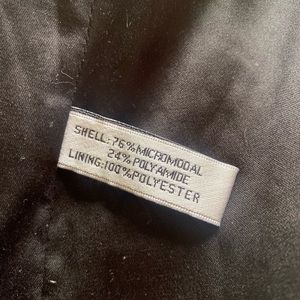 SHELL:76%MICROMODAL
24%POLYAMIDE
LINING:100%POLYESTER